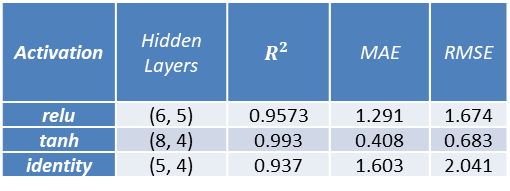 Activation Hidden Layers R² MAE RMSE
relu (6, 5) 0.9573 1.291 1.674
tanh (8, 4) 0.993 0.408 0.683
identity (5, 4) 0.937 1.603 2.041